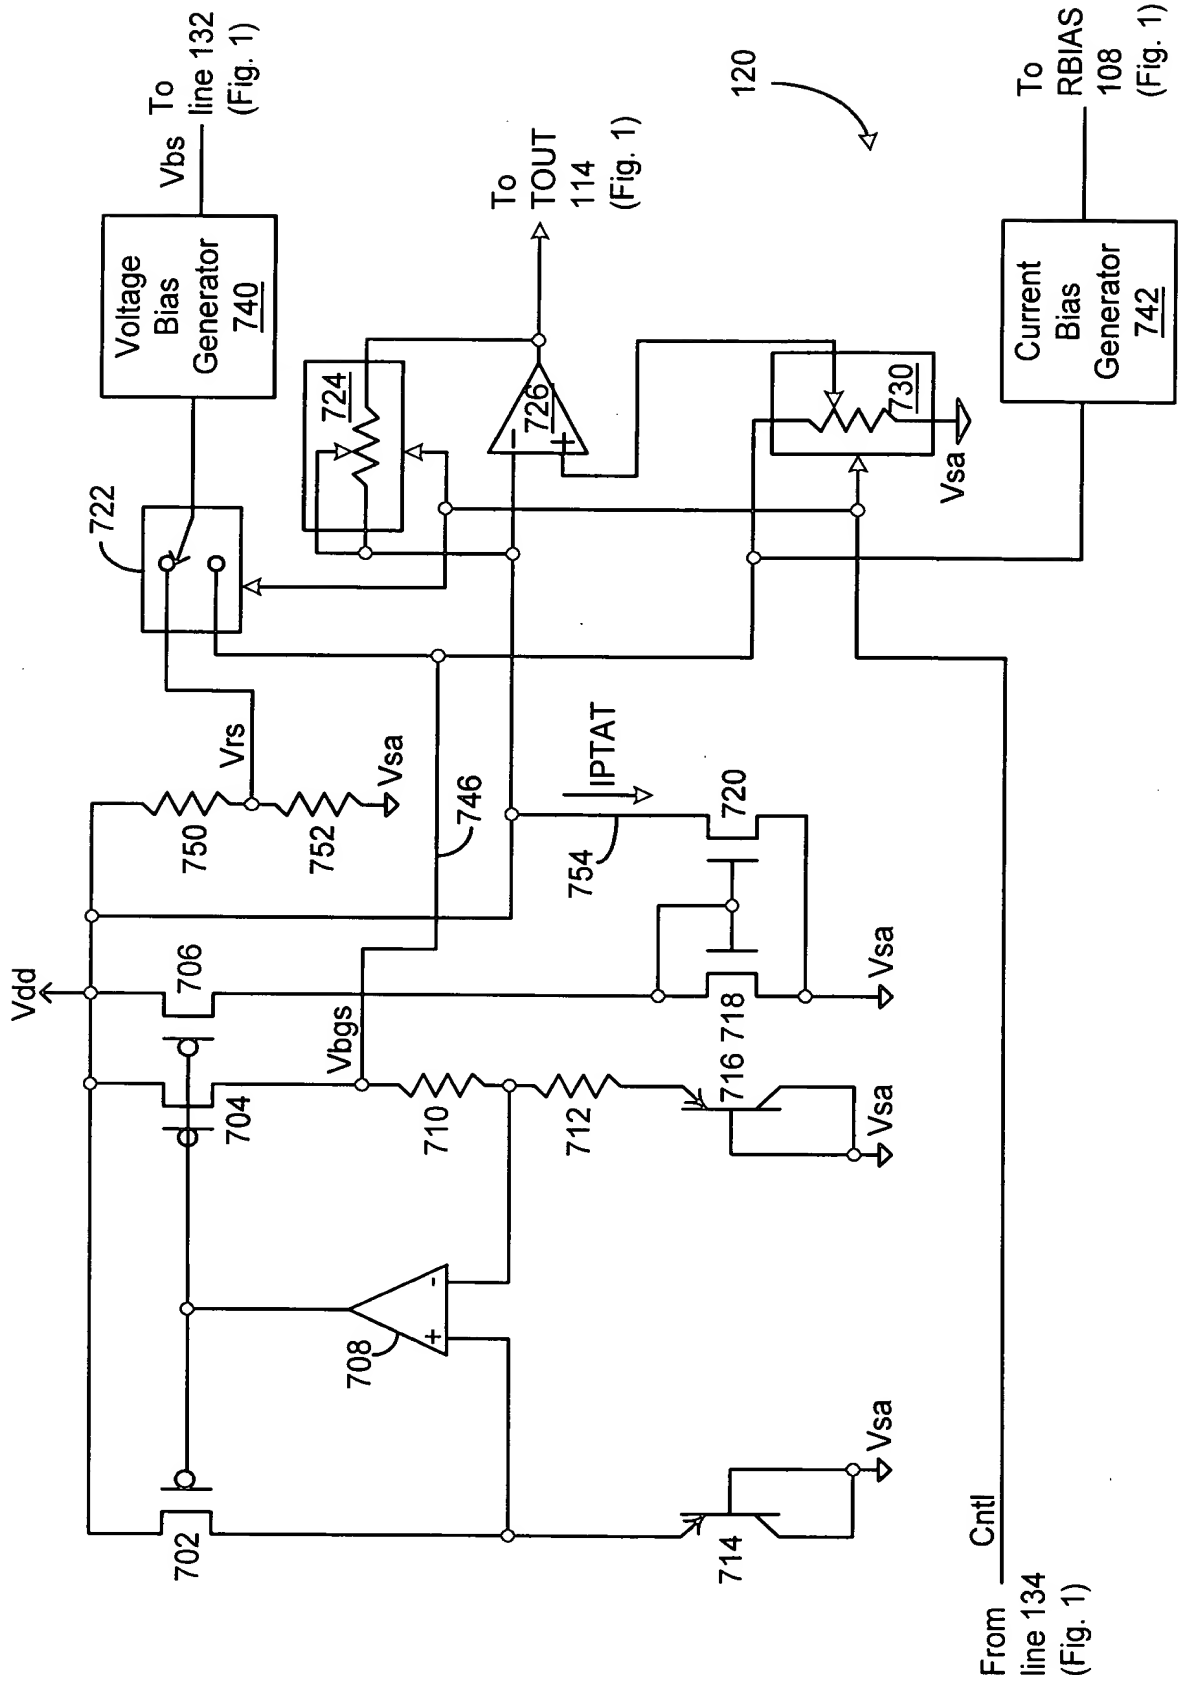 Vdd
Vbs
To
line 132
(Fig. 1)
Voltage
Bias
Generator
740
722
Vrs
750
752
Vsa
702
704
706
Vbgs
746
708
+
-
710
712
714
Vsa
716
Vsa
718
720
Vsa
754
IPTAT
724
726
-
+
To
TOUT
114
(Fig. 1)
730
Vsa
120
Current
Bias
Generator
742
To
RBIAS
108
(Fig. 1)
Cntl
From
line 134
(Fig. 1)